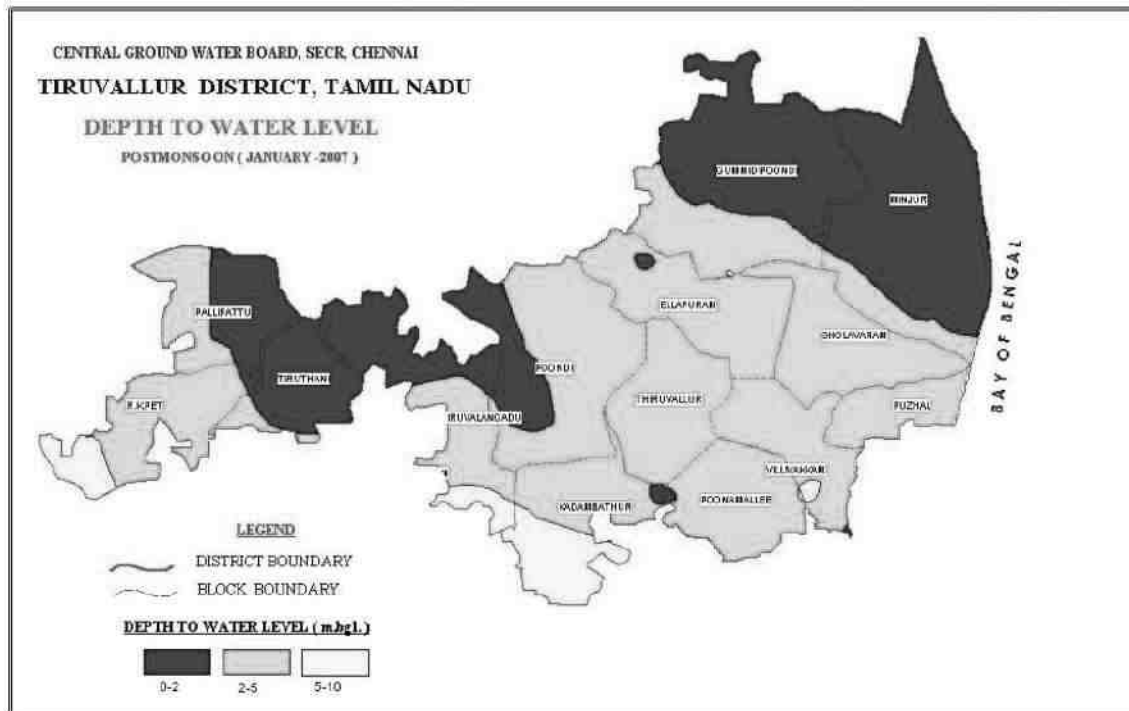 CENTRAL GROUND WATER BOARD, SECR, CHENNAI
TIRUVALLUR DISTRICT, TAMIL NADU
DEPTH TO WATER LEVEL
POSTMONSOON ( JANUARY -2007 )
GUMMIDIPOONDI
MINJUR
BAY OF BENGAL
PALLIPATTU
ELLAPURAM
SHOLAVARAM
TIRUTHANI
POONDI
R.K.PET
TIRUVALANGADU
THIRUVALLUR
PUZHAL
VILLIVAKKAM
KADAMBATHUR
POONAMALLEE
LEGEND
DISTRICT BOUNDARY
BLOCK BOUNDARY
DEPTH TO WATER LEVEL ( m.bgl. )
0-2 2-5 5-10